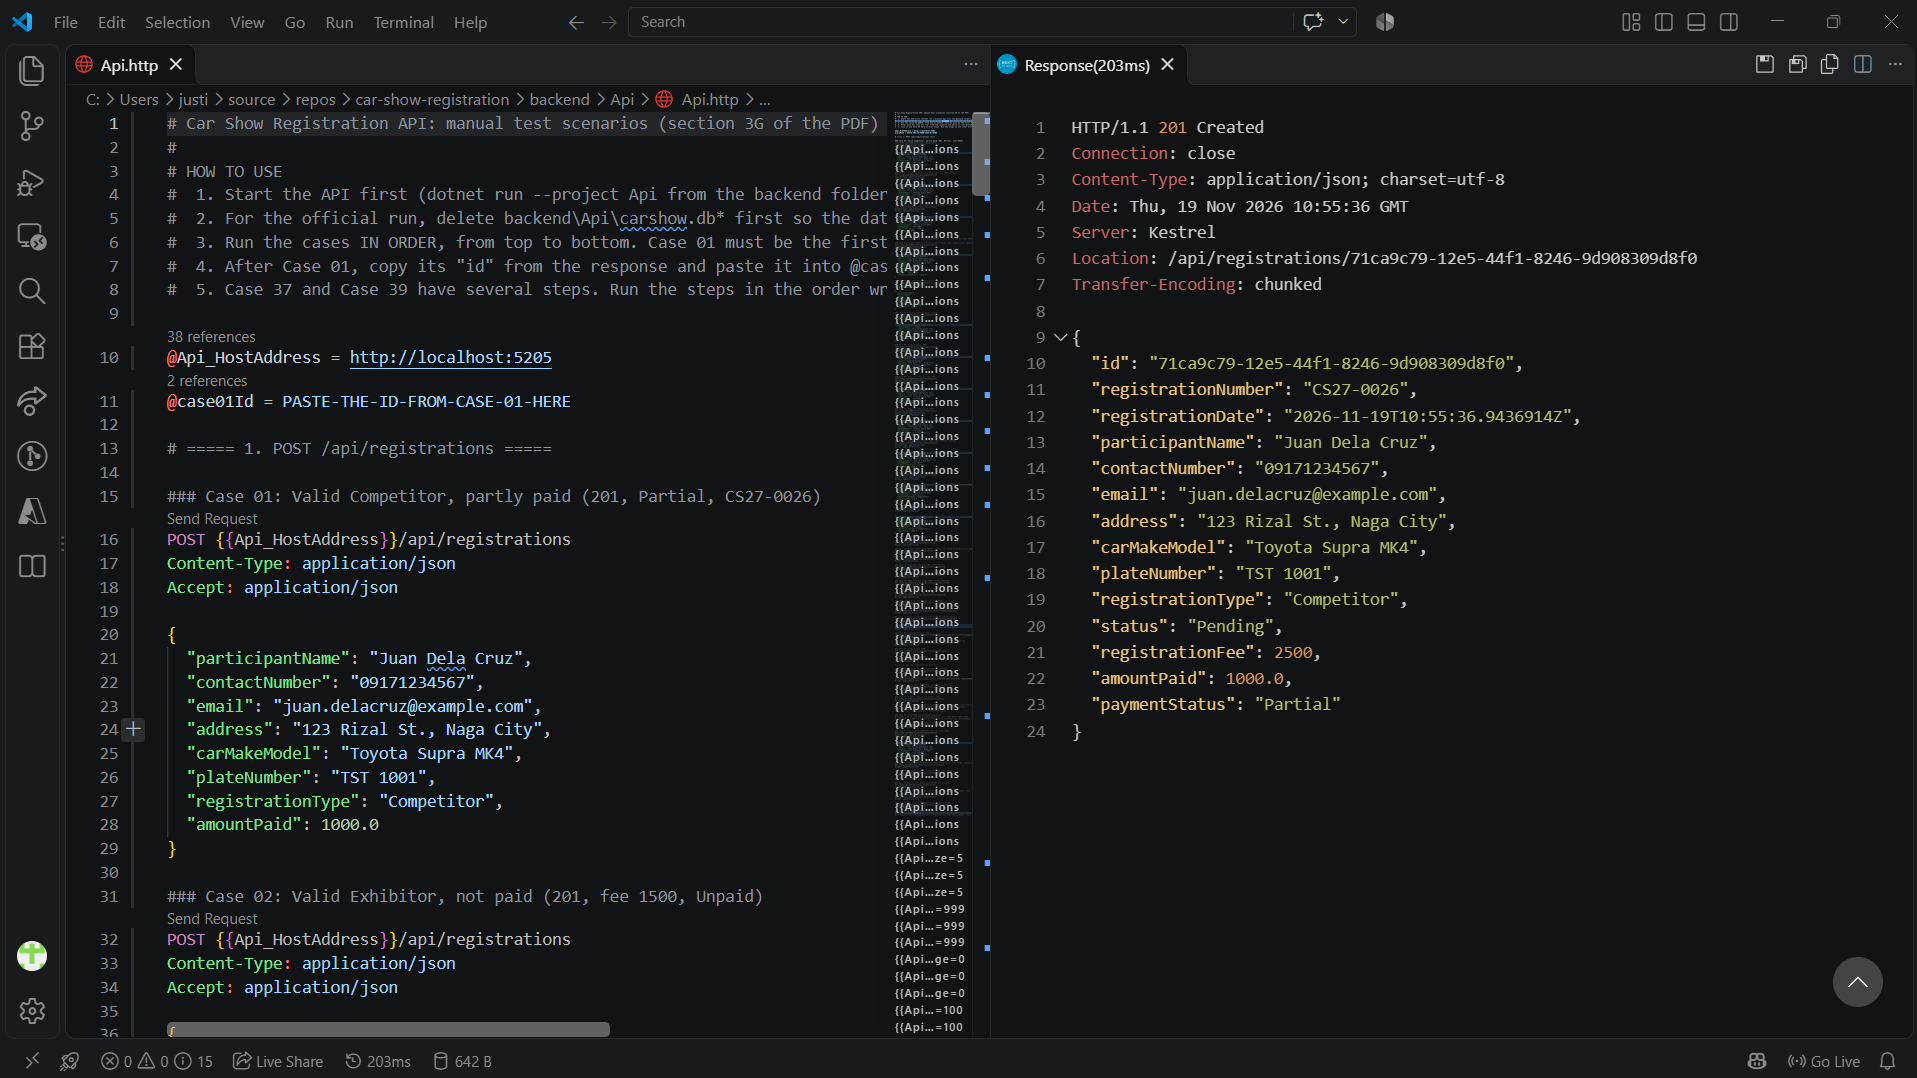 File Edit Selection View Go Run Terminal Help
Search
Api.http
Response(203ms)
C: > Users > justi > source > repos > car-show-registration > backend > Api > Api.http > ...
1 # Car Show Registration API: manual test scenarios (section 3G of the PDF)
2 #
3 # HOW TO USE
4 #  1. Start the API first (dotnet run --project Api from the backend folder
5 #  2. For the official run, delete backend\Api\carshow.db* first so the dat
6 #  3. Run the cases IN ORDER, from top to bottom. Case 01 must be the first
7 #  4. After Case 01, copy its "id" from the response and paste it into @cas
8 #  5. Case 37 and Case 39 have several steps. Run the steps in the order wr
9
38 references
10 @Api_HostAddress = http://localhost:5205
2 references
11 @case01Id = PASTE-THE-ID-FROM-CASE-01-HERE
12
13 # ===== 1. POST /api/registrations =====
14
15 ### Case 01: Valid Competitor, partly paid (201, Partial, CS27-0026)
Send Request
16 POST {{Api_HostAddress}}/api/registrations
17 Content-Type: application/json
18 Accept: application/json
19
20 {
21   "participantName": "Juan Dela Cruz",
22   "contactNumber": "09171234567",
23   "email": "juan.delacruz@example.com",
24   "address": "123 Rizal St., Naga City",
25   "carMakeModel": "Toyota Supra MK4",
26   "plateNumber": "TST 1001",
27   "registrationType": "Competitor",
28   "amountPaid": 1000.0
29 }
30
31 ### Case 02: Valid Exhibitor, not paid (201, fee 1500, Unpaid)
Send Request
32 POST {{Api_HostAddress}}/api/registrations
33 Content-Type: application/json
34 Accept: application/json
35
36 {
1 HTTP/1.1 201 Created
2 Connection: close
3 Content-Type: application/json; charset=utf-8
4 Date: Thu, 19 Nov 2026 10:55:36 GMT
5 Server: Kestrel
6 Location: /api/registrations/71ca9c79-12e5-44f1-8246-9d908309d8f0
7 Transfer-Encoding: chunked
8
9 {
10   "id": "71ca9c79-12e5-44f1-8246-9d908309d8f0",
11   "registrationNumber": "CS27-0026",
12   "registrationDate": "2026-11-19T10:55:36.9436914Z",
13   "participantName": "Juan Dela Cruz",
14   "contactNumber": "09171234567",
15   "email": "juan.delacruz@example.com",
16   "address": "123 Rizal St., Naga City",
17   "carMakeModel": "Toyota Supra MK4",
18   "plateNumber": "TST 1001",
19   "registrationType": "Competitor",
20   "status": "Pending",
21   "registrationFee": 2500,
22   "amountPaid": 1000.0,
23   "paymentStatus": "Partial"
24 }
0 0 15 Live Share 203ms 642 B Go Live